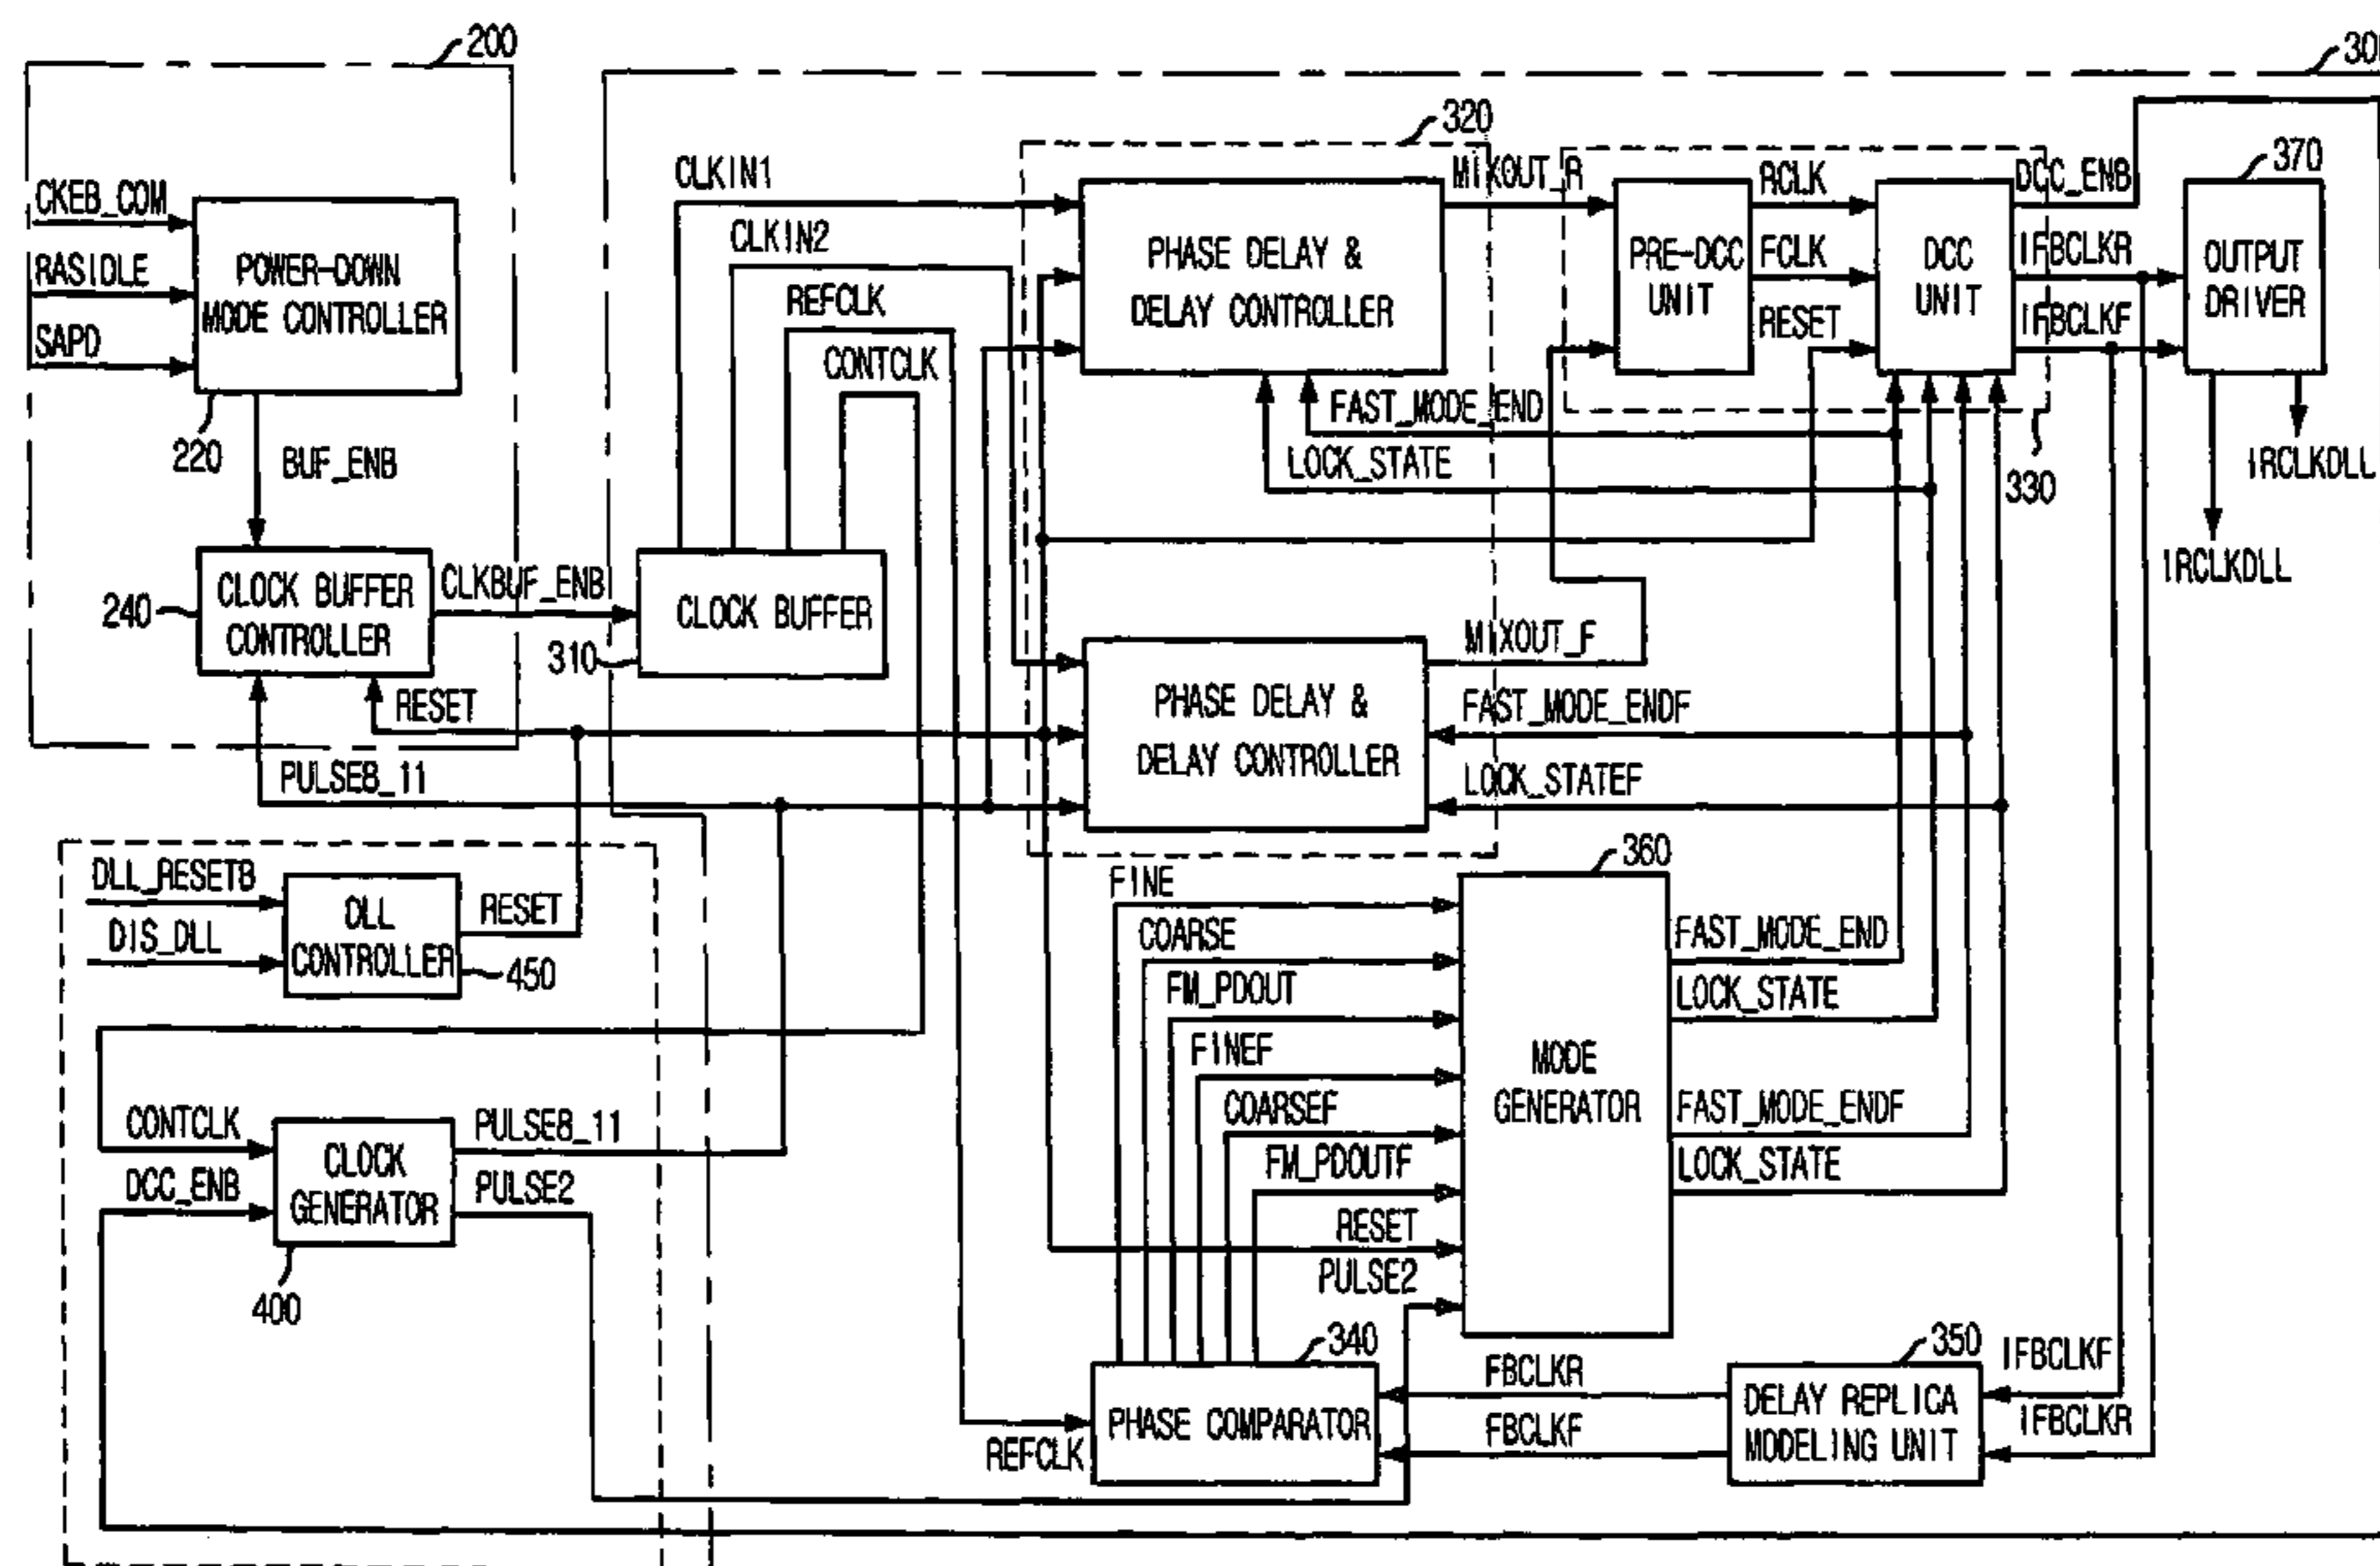 200
30
CKEB_COM
RASIDLE
SAPD
POWER-DOWN
MODE CONTROLLER
220
BUF_ENB
240
CLOCK BUFFER
CONTROLLER
CLKBUF_ENB
RESET
PULSE8_11
CLKIN1
CLKIN2
REFCLK
CONTCLK
310
CLOCK BUFFER
320
PHASE DELAY &
DELAY CONTROLLER
MIXOUT_R
FAST_MODE_END
LOCK_STATE
PRE-DCC
UNIT
RCLK
FCLK
RESET
DCC
UNIT
330
DCC_ENB
IFBCLKR
IFBCLKF
370
OUTPUT
DRIVER
IRCLKDLL
IRCLKDLL
PHASE DELAY &
DELAY CONTROLLER
MIXOUT_F
FAST_MODE_ENDF
LOCK_STATEF
DLL_RESETB
DIS_DLL
DLL
CONTROLLER
450
RESET
CONTCLK
DCC_ENB
CLOCK
GENERATOR
400
PULSE8_11
PULSE2
FINE
COARSE
FM_PDOUT
FINEF
COARSEF
FM_PDOUTF
RESET
PULSE2
360
MODE
GENERATOR
FAST_MODE_END
LOCK_STATE
FAST_MODE_ENDF
LOCK_STATE
340
PHASE COMPARATOR
REFCLK
FBCLKR
FBCLKF
350
DELAY REPLICA
MODELING UNIT
IFBCLKF
IFBCLKR